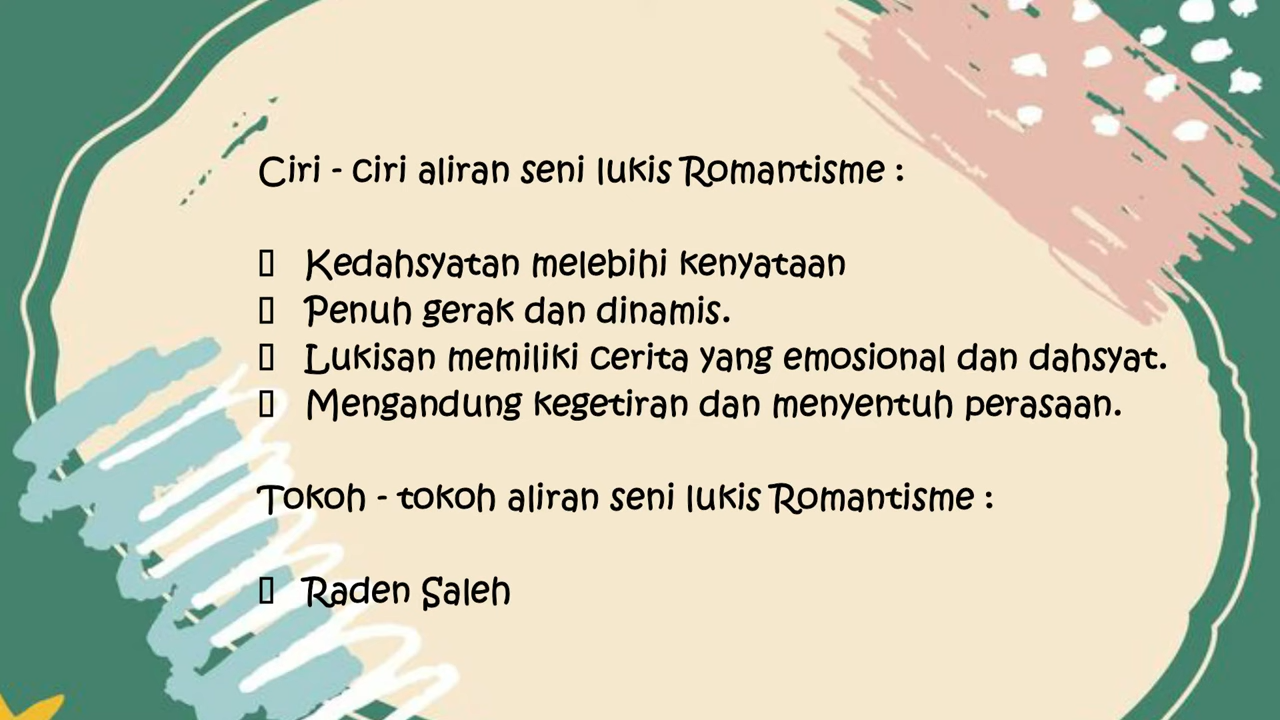 Ciri - ciri aliran seni lukis Romantisme :
Kedahsyatan melebihi kenyataan
Penuh gerak dan dinamis.
Lukisan memiliki cerita yang emosional dan dahsyat.
Mengandung kegetiran dan menyentuh perasaan.
Tokoh - tokoh aliran seni lukis Romantisme :
Raden Saleh